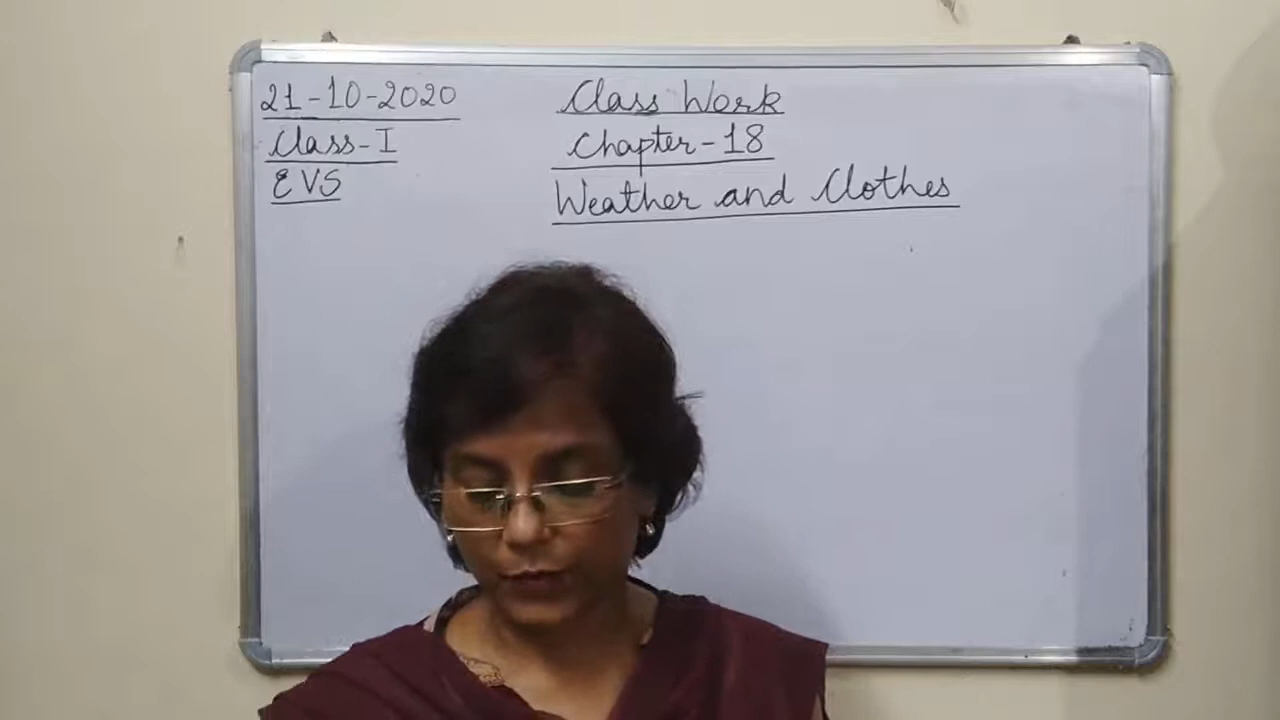 21-10-2020
Class-I
EVS
Class Work
Chapter-18
Weather and Clothes